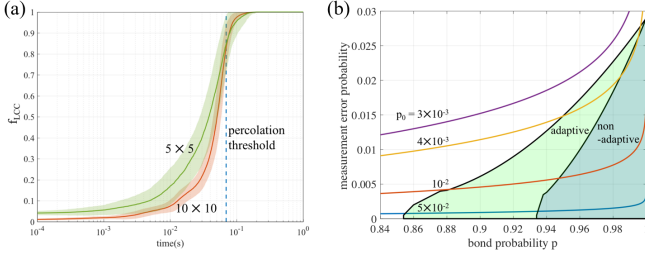 (a)
f_LCC
1
0.9
0.8
0.7
0.6
0.5
0.4
0.3
0.2
0.1
0
5 × 5
10 × 10
percolation
threshold
10^-4
10^-3
10^-2
10^-1
10^0
time(s)
(b)
measurement error probability
0.03
0.025
0.02
0.015
0.01
0.005
0
p_0 = 3×10^-3
4×10^-3
10^-2
5×10^-2
adaptive
non
-adaptive
0.84
0.86
0.88
0.9
0.92
0.94
0.96
0.98
bond probability p